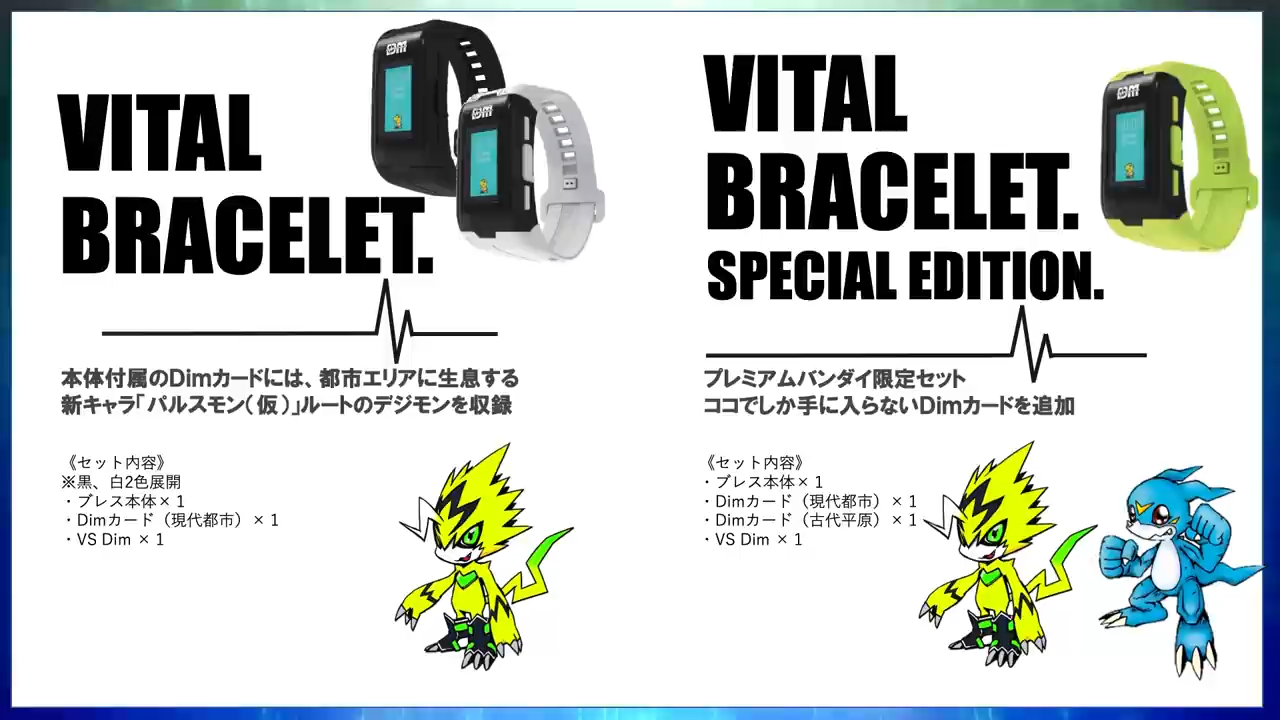 VITAL
BRACELET.
本体付属のDimカードには、都市エリアに生息する
新キャラ「パルスモン(仮)」ルートのデジモンを収録
《セット内容》
※黒、白2色展開
・ブレス本体×1
・Dimカード（現代都市）×1
・VS Dim ×1
DM
DM
VITAL
BRACELET.
SPECIAL EDITION.
プレミアムバンダイ限定セット
ココでしか手に入らないDimカードを追加
《セット内容》
・ブレス本体×1
・Dimカード（現代都市）×1
・Dimカード（古代平原）×1
・VS Dim ×1
DM